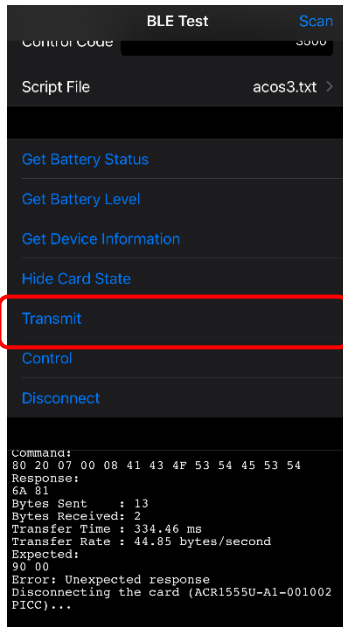 BLE Test
Scan
Control Code
3500
Script File
acos3.txt >
Get Battery Status
Get Battery Level
Get Device Information
Hide Card State
Transmit
Control
Disconnect
Command:
80 20 07 00 08 41 43 4F 53 54 45 53 54
Response:
6A 81
Bytes Sent    : 13
Bytes Received: 2
Transfer Time : 334.46 ms
Transfer Rate : 44.85 bytes/second
Expected:
90 00
Error: Unexpected response
Disconnecting the card (ACR1555U-A1-001002
PICC)...